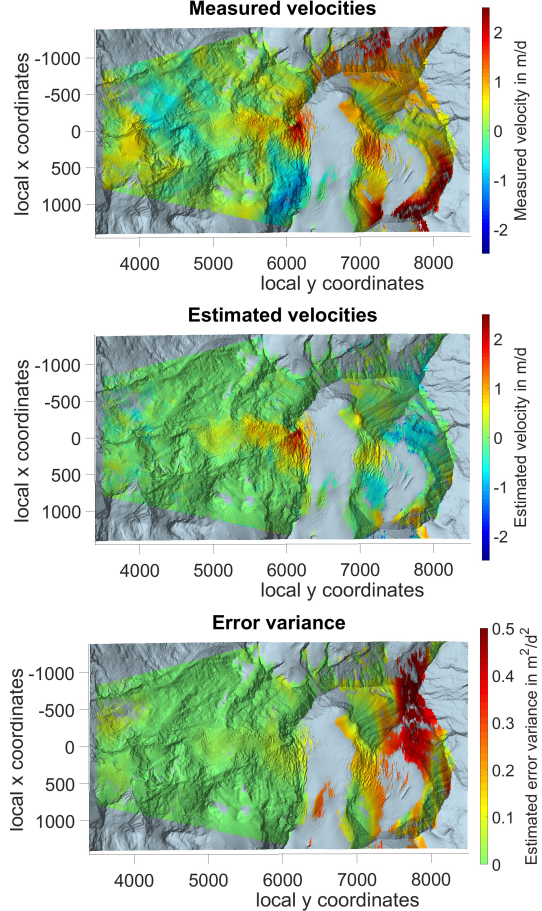 Measured velocities
local x coordinates
-1000
-500
0
500
1000
4000 5000 6000 7000 8000
local y coordinates
2
1
0
-1
-2
Measured velocity in m/d
Estimated velocities
local x coordinates
-1000
-500
0
500
1000
4000 5000 6000 7000 8000
local y coordinates
2
1
0
-1
-2
Estimated velocity in m/d
Error variance
local x coordinates
-1000
-500
0
500
1000
4000 5000 6000 7000 8000
local y coordinates
0.5
0.4
0.3
0.2
0.1
0
Estimated error variance in m²/d²